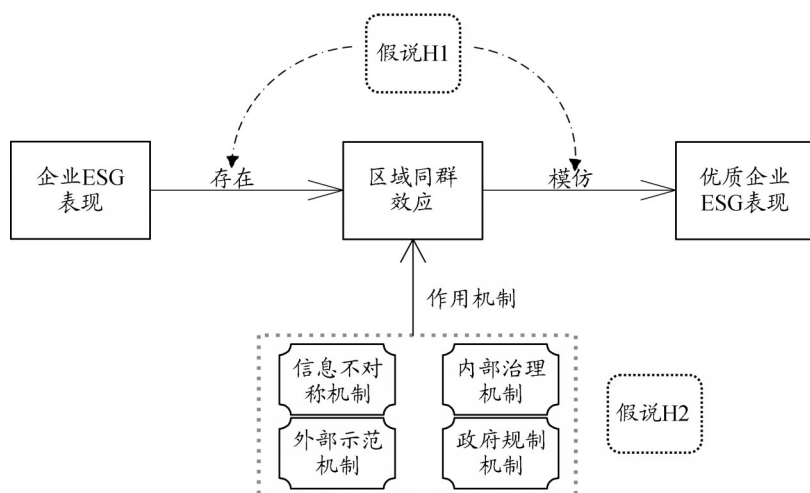 假说H1
企业ESG
表现
存在
区域同群
效应
模仿
优质企业
ESG表现
作用机制
信息不对
称机制
内部治理
机制
外部示范
机制
政府规制
机制
假说H2